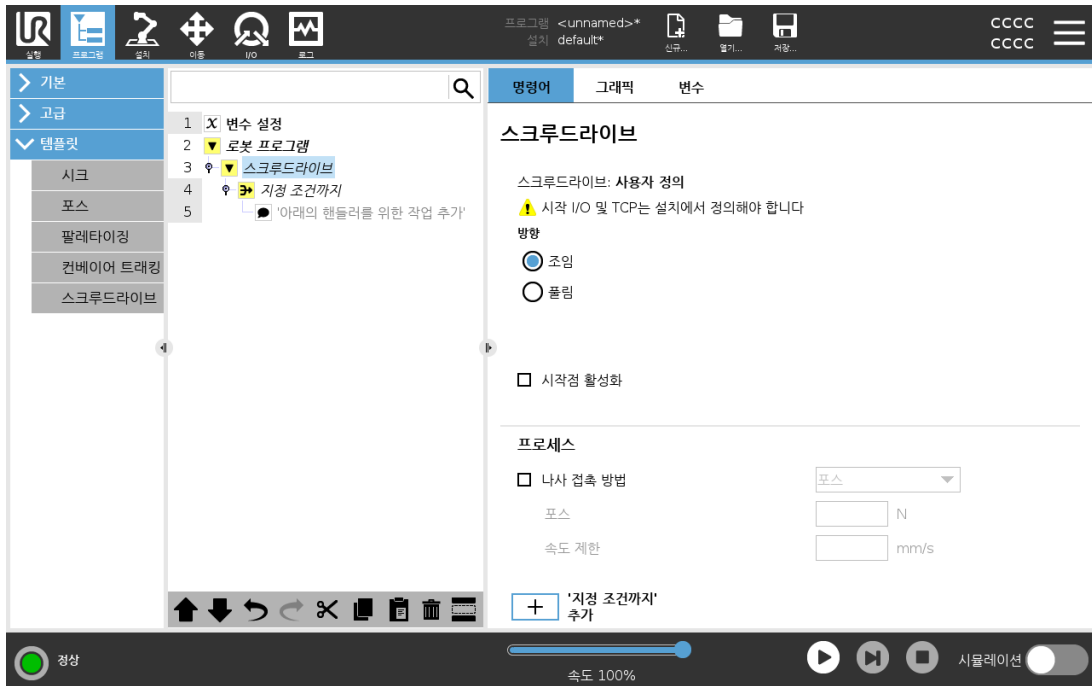 프로그램 <unnamed>*
설치 default*
실행
프로그램
설치
이동
I/O
로그
신규...
열기...
저장...
CCCC
CCCC
기본
고급
템플릿
시크
포스
팔레타이징
컨베이어 트래킹
스크루드라이브
1 x 변수 설정
2 로봇 프로그램
3 스크루드라이브
4 지정 조건까지
5 '아래의 핸들러를 위한 작업 추가'
명령어 그래픽 변수
스크루드라이브
스크루드라이브: 사용자 정의
시작 I/O 및 TCP는 설치에서 정의해야 합니다
방향
조임
풀림
시작점 활성화
프로세스
나사 접촉 방법 포스
포스 N
속도 제한 mm/s
'지정 조건까지'
추가
정상
속도 100%
시뮬레이션